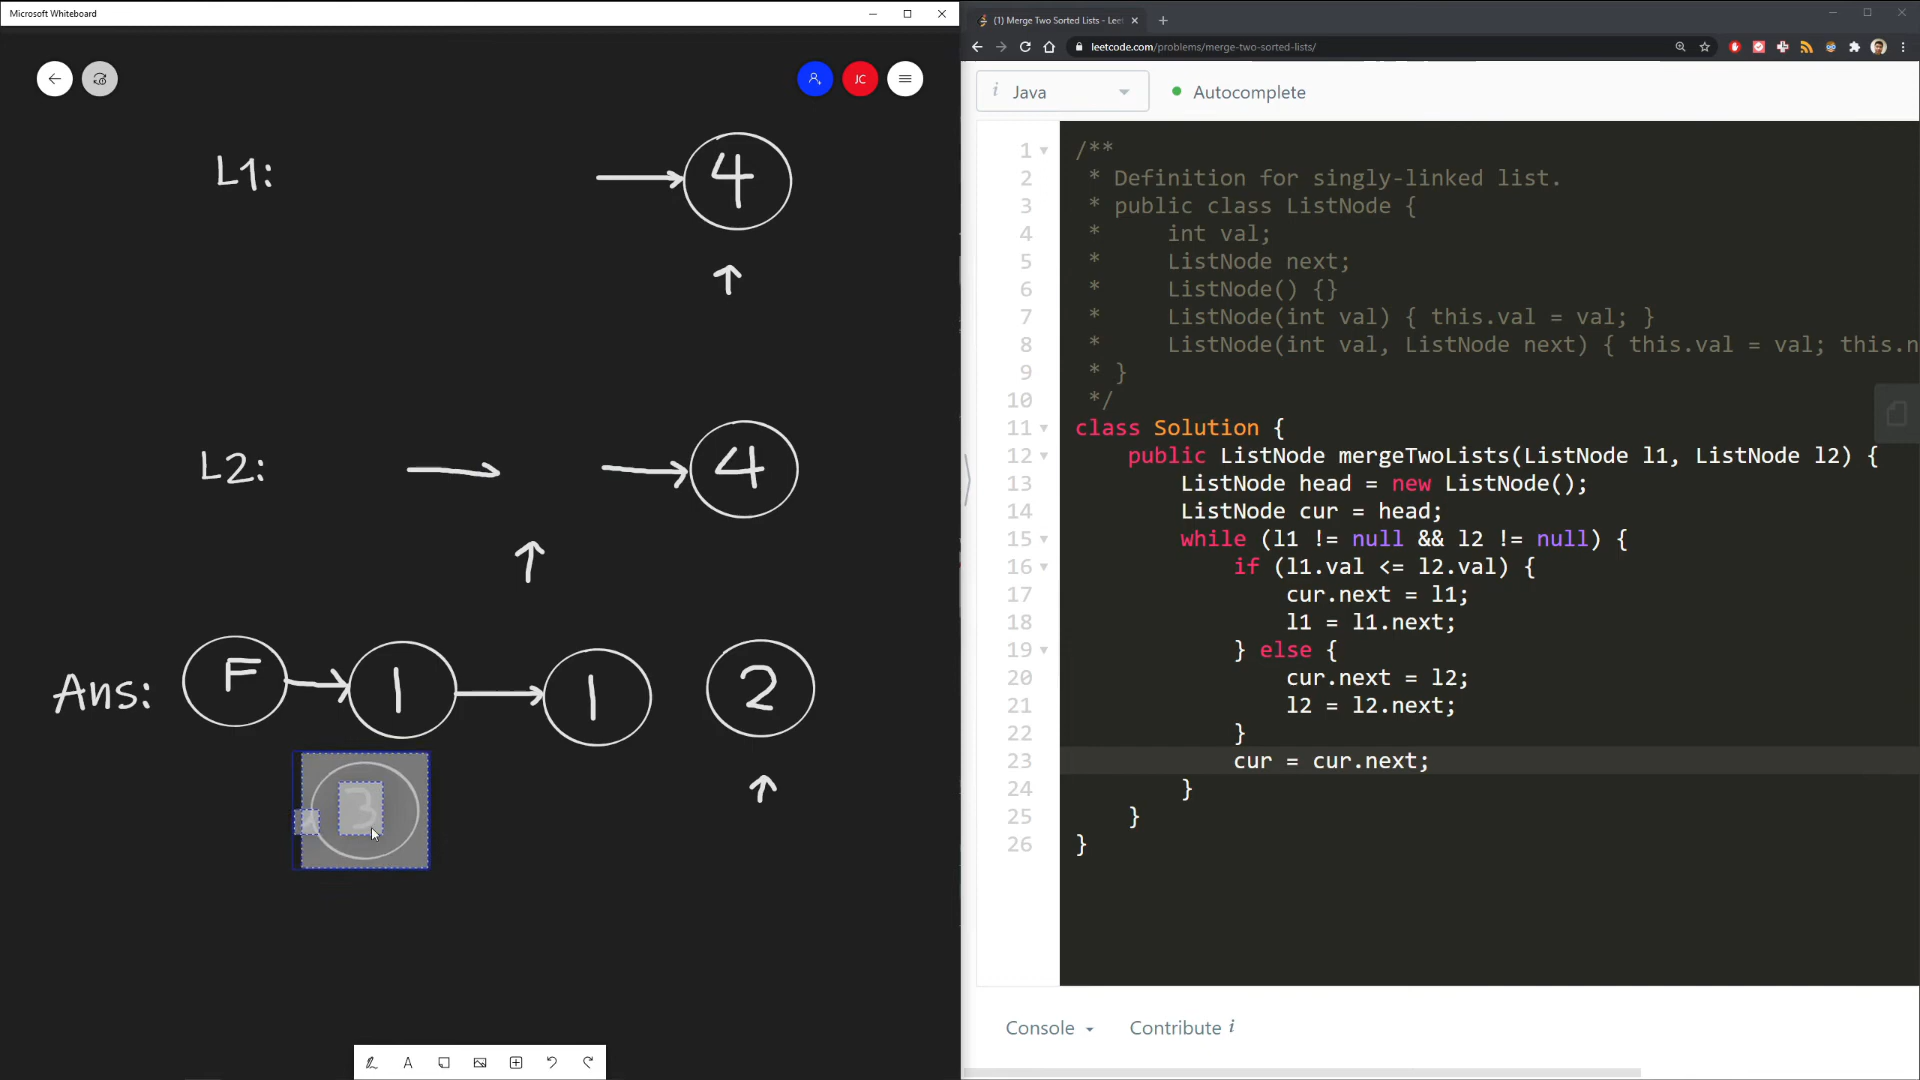 Microsoft Whiteboard
JC
L1:
4
L2:
4
Ans:
F
1
1
2
3
(1) Merge Two Sorted Lists - Lee
leetcode.com/problems/merge-two-sorted-lists/
i Java
Autocomplete
1 /**
2 * Definition for singly-linked list.
3 * public class ListNode {
4 * int val;
5 * ListNode next;
6 * ListNode() {}
7 * ListNode(int val) { this.val = val; }
8 * ListNode(int val, ListNode next) { this.val = val; this.n
9 * }
10 */
11 class Solution {
12 public ListNode mergeTwoLists(ListNode l1, ListNode l2) {
13 ListNode head = new ListNode();
14 ListNode cur = head;
15 while (l1 != null && l2 != null) {
16 if (l1.val <= l2.val) {
17 cur.next = l1;
18 l1 = l1.next;
19 } else {
20 cur.next = l2;
21 l2 = l2.next;
22 }
23 cur = cur.next;
24 }
25 }
26 }
Console
Contribute i